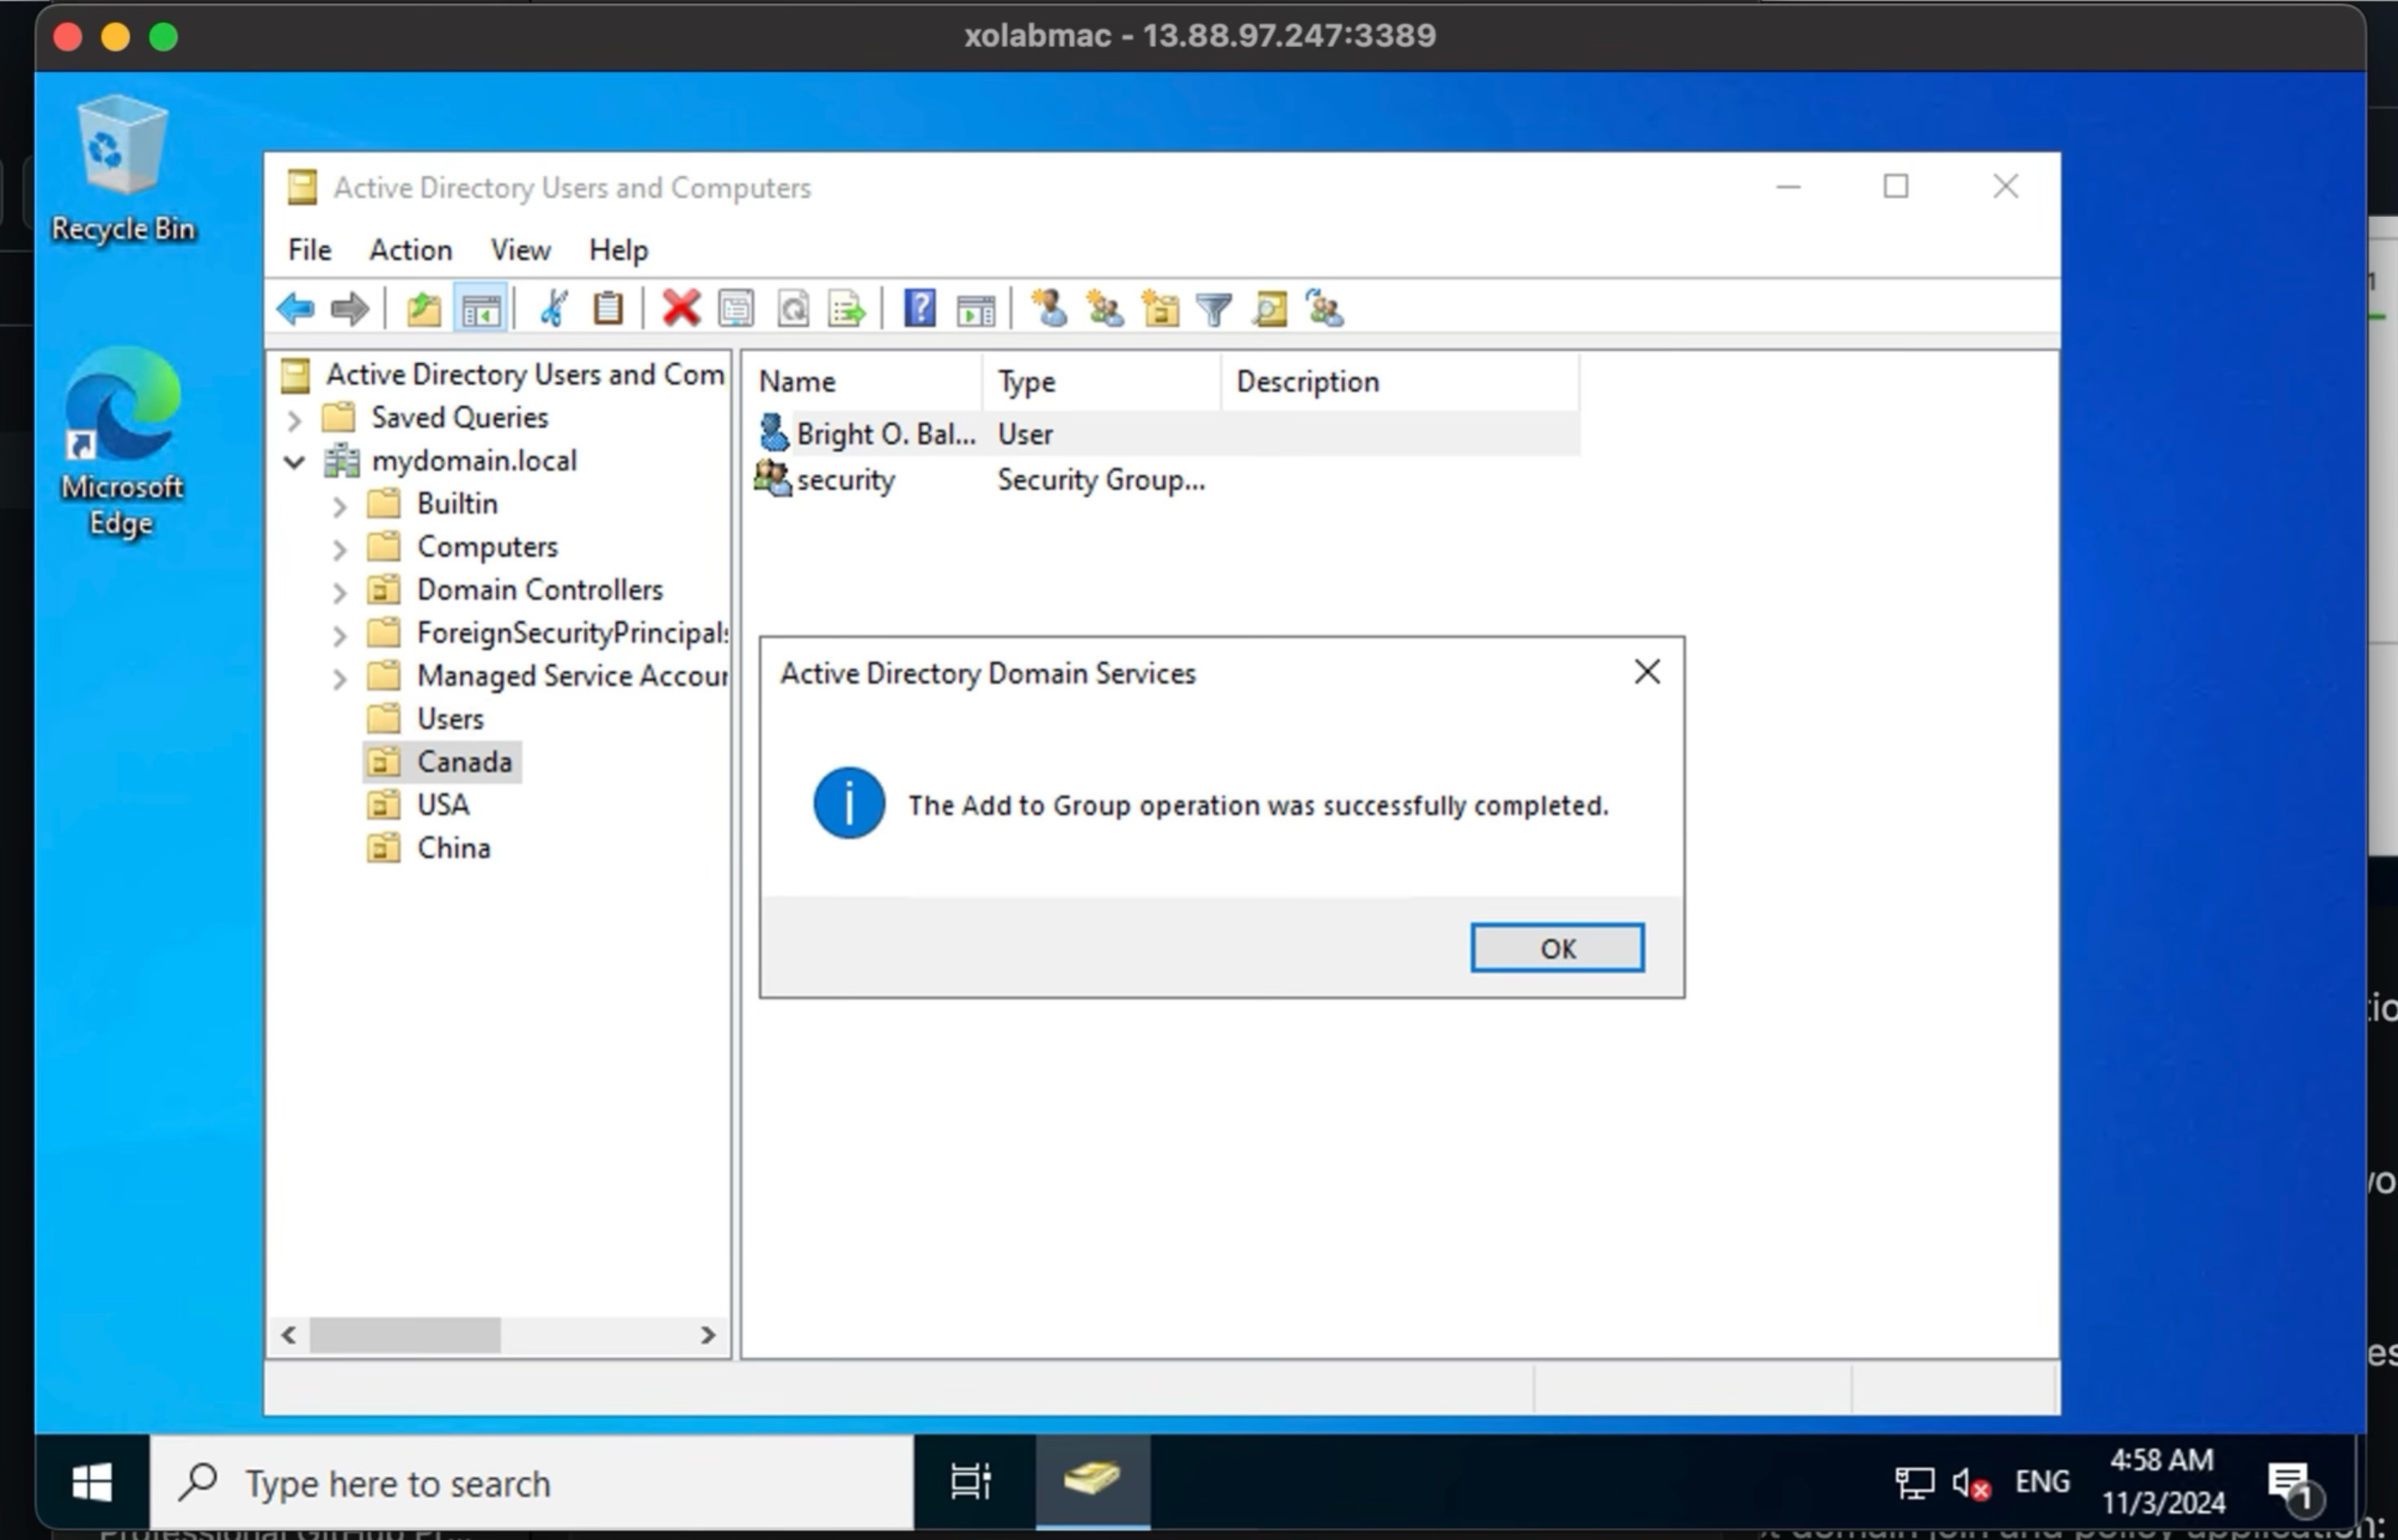 xolabmac - 13.88.97.247:3389
Recycle Bin
Microsoft
Edge
Active Directory Users and Computers
File Action View Help
Active Directory Users and Com
Saved Queries
mydomain.local
Builtin
Computers
Domain Controllers
ForeignSecurityPrincipals
Managed Service Accour
Users
Canada
USA
China
Name Type Description
Bright O. Bal... User
security Security Group...
Active Directory Domain Services
The Add to Group operation was successfully completed.
OK
Type here to search
ENG
4:58 AM
11/3/2024
1